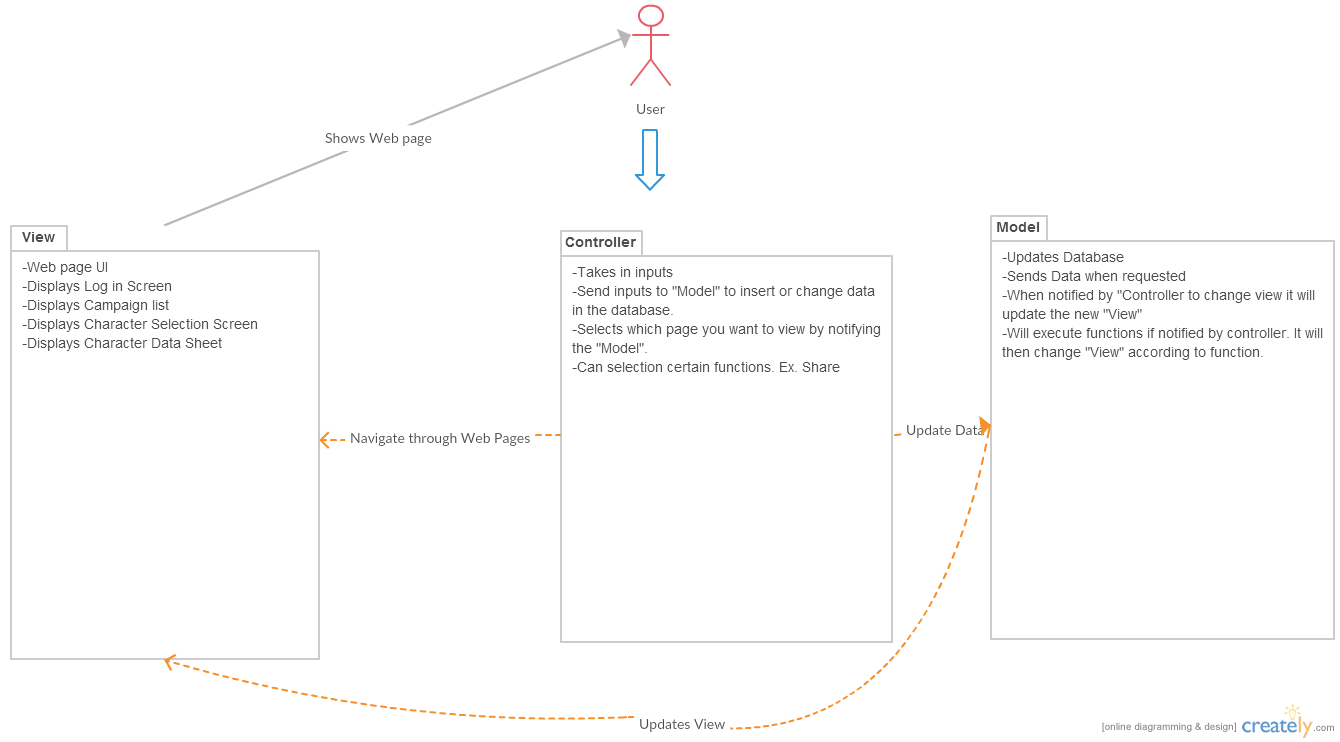 User
Shows Web page
View
-Web page UI
-Displays Log in Screen
-Displays Campaign list
-Displays Character Selection Screen
-Displays Character Data Sheet
Controller
-Takes in inputs
-Send inputs to "Model" to insert or change data
in the database.
-Selects which page you want to view by notifying
the "Model".
-Can selection certain functions. Ex. Share
Model
-Updates Database
-Sends Data when requested
-When notified by "Controller to change view it will
update the new "View"
-Will execute functions if notified by controller. It will
then change "View" according to function.
Navigate through Web Pages
Update Data
Updates View
[online diagramming & design] creately.com